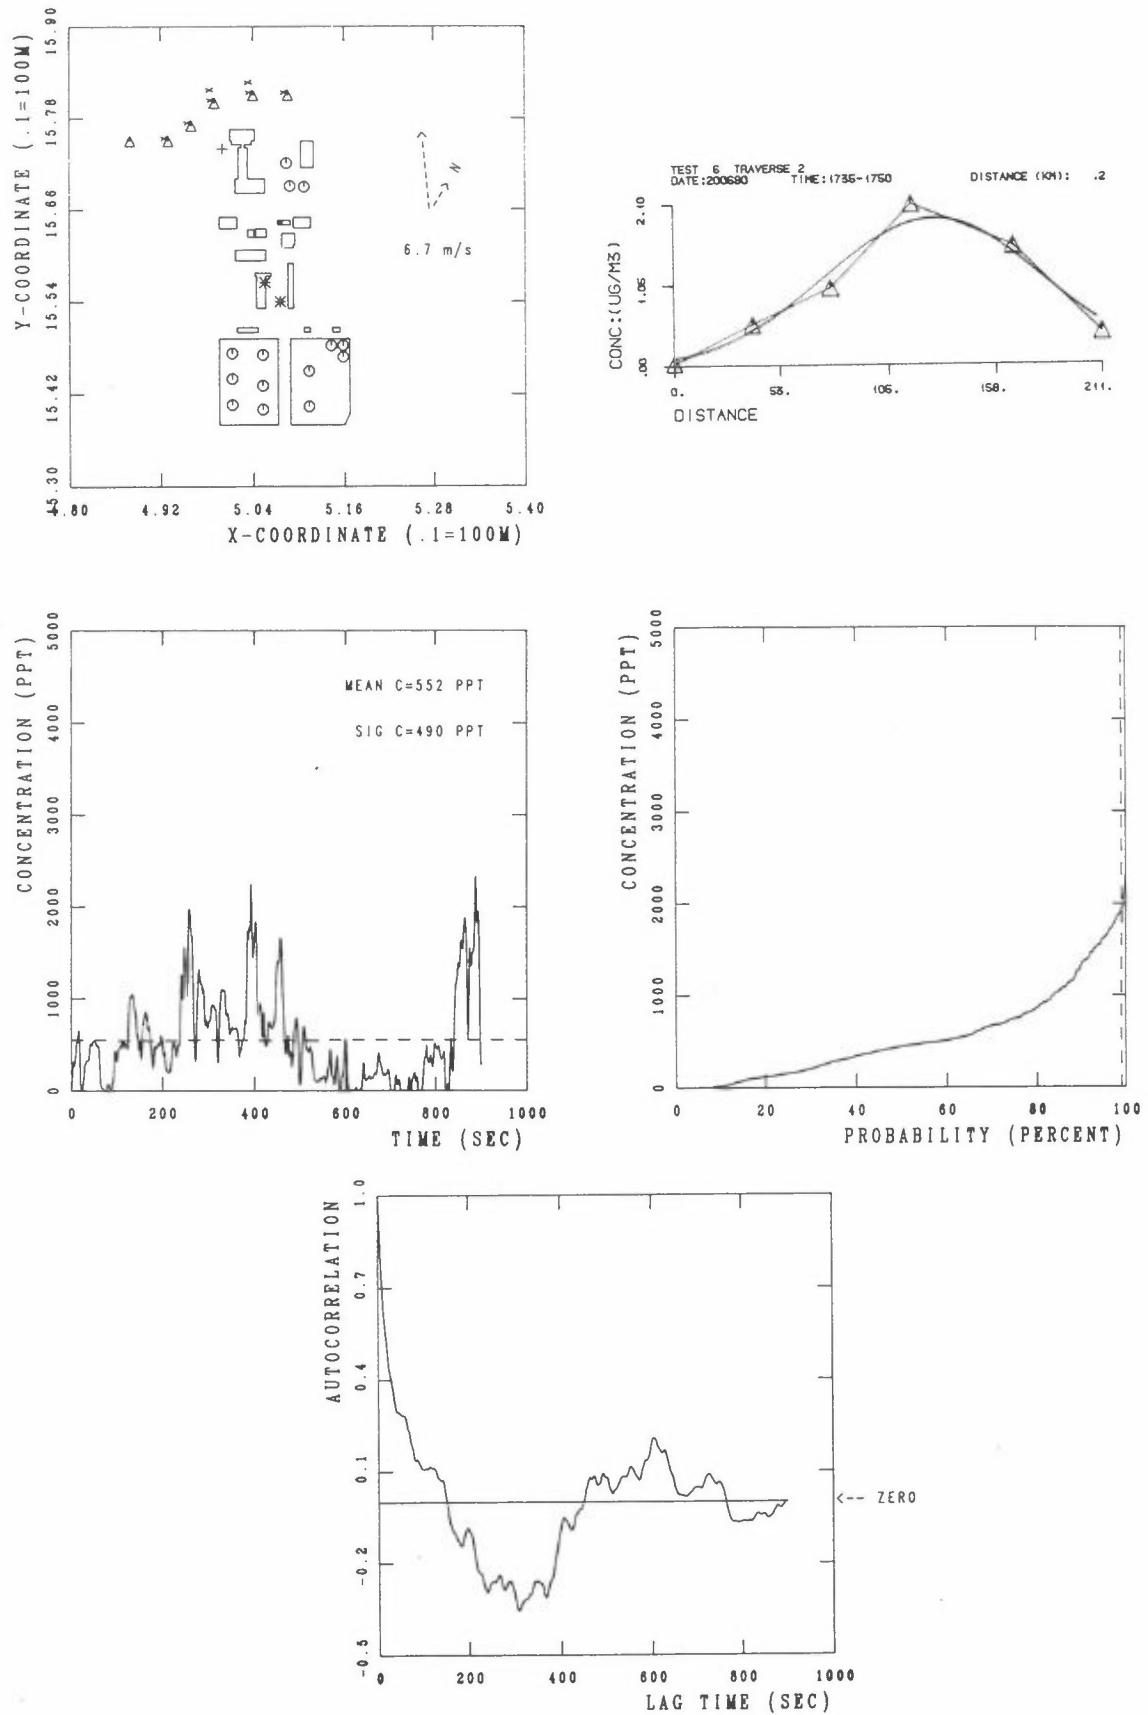 Y-COORDINATE (.1=100M)
15.90
15.78
15.66
15.54
15.42
15.30
N
6.7 m/s
4.80 4.92 5.04 5.16 5.28 5.40
X-COORDINATE (.1=100M)
TEST 6 TRAVERSE 2
DATE:200680 TIME:1735-1750 DISTANCE (KM): .2
CONC:(UG/M3)
2.10
1.05
.00
0. 53. 106. 158. 211.
DISTANCE
CONCENTRATION (PPT)
5000
4000
3000
2000
1000
0
MEAN C=552 PPT
SIG C=490 PPT
0 200 400 600 800 1000
TIME (SEC)
CONCENTRATION (PPT)
5000
4000
3000
2000
1000
0
0 20 40 60 80 100
PROBABILITY (PERCENT)
AUTOCORRELATION
1.0
0.7
0.4
0.1
-0.2
-0.5
<-- ZERO
0 200 400 600 800 1000
LAG TIME (SEC)